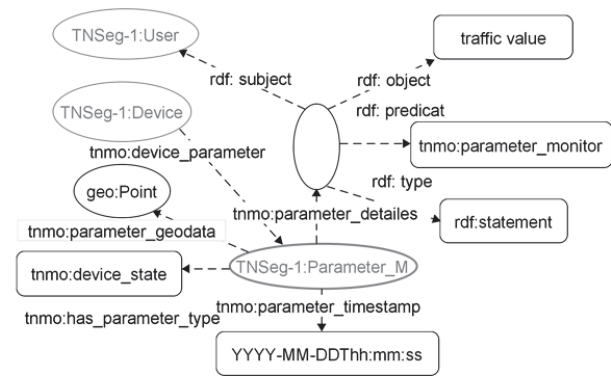 TNSeg-1:User
traffic value
rdf: subject
rdf: object
rdf: predicat
TNSeg-1:Device
tnmo:device_parameter
tnmo:parameter_monitor
rdf: type
geo:Point
tnmo:parameter_detailes
rdf:statement
tnmo:parameter_geodata
TNSeg-1:Parameter_M
tnmo:device_state
tnmo:has_parameter_type
tnmo:parameter_timestamp
YYYY-MM-DDThh:mm:ss